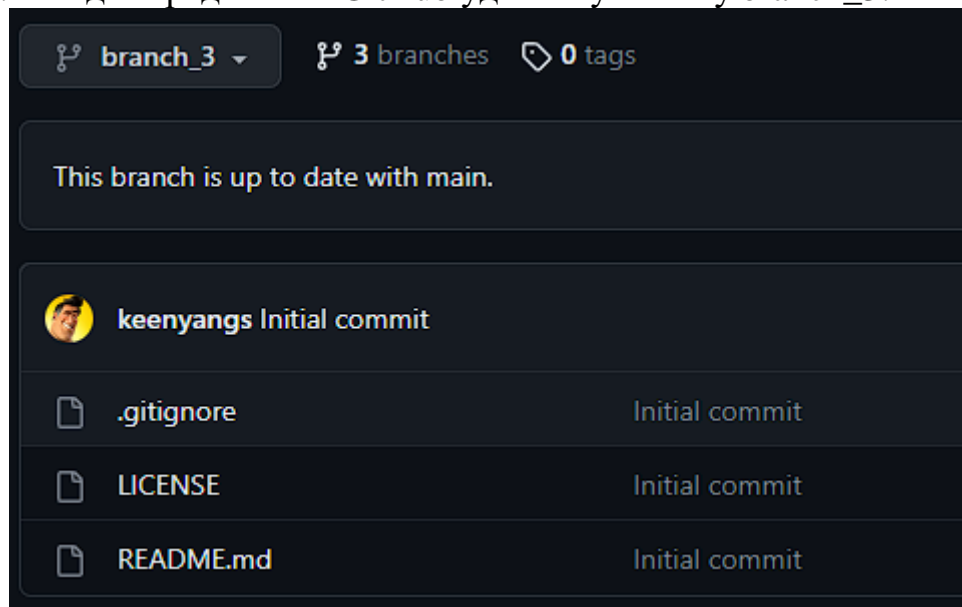 branch_3
3 branches
0 tags
This branch is up to date with main.
keenyangs Initial commit
.gitignore Initial commit
LICENSE Initial commit
README.md Initial commit